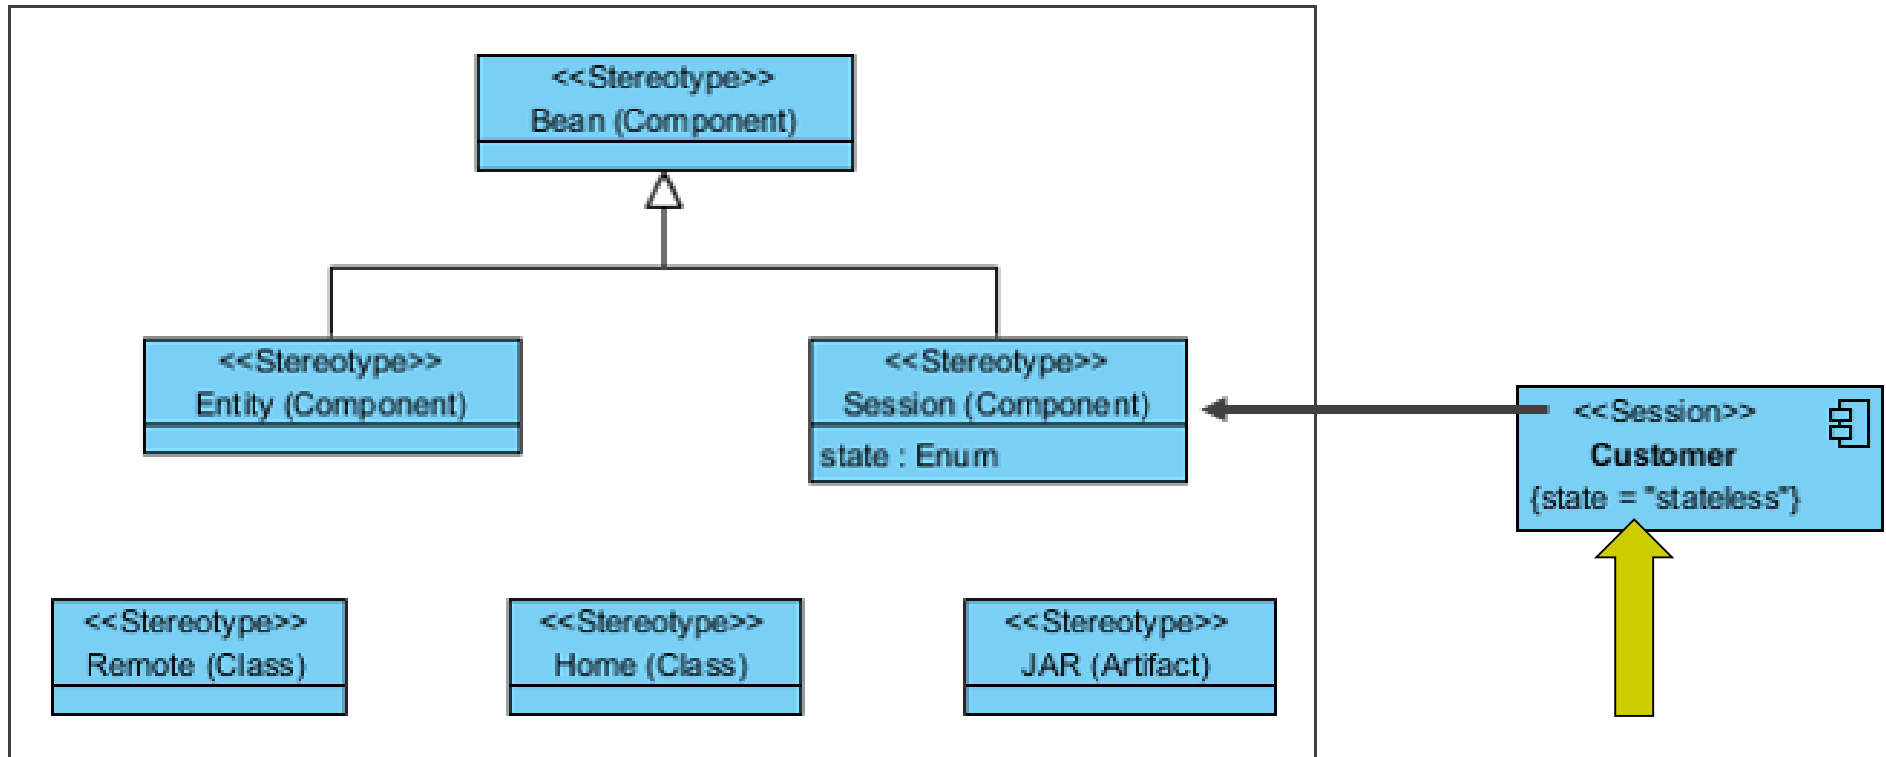 <<Stereotype>>
Bean (Component)
<<Stereotype>>
Entity (Component)
<<Stereotype>>
Session (Component)
state : Enum
<<Session>>
Customer
{state = "stateless"}
<<Stereotype>>
Remote (Class)
<<Stereotype>>
Home (Class)
<<Stereotype>>
JAR (Artifact)